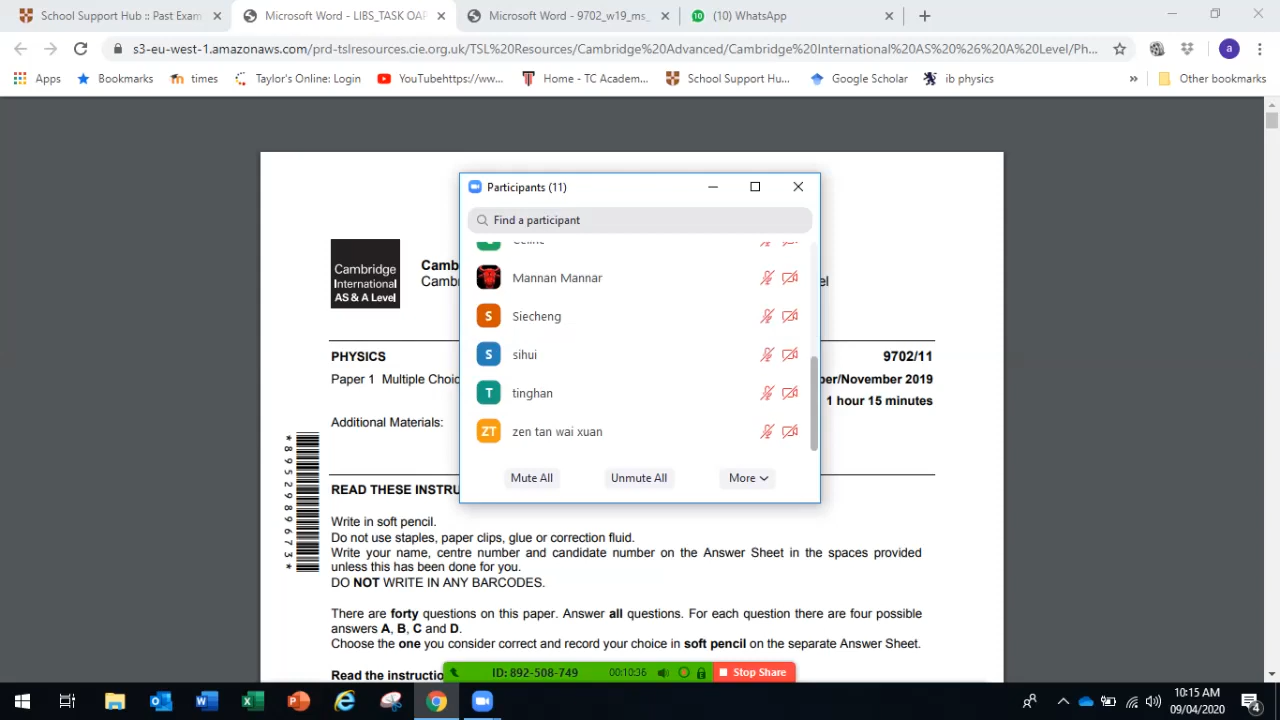 School Support Hub :: Past Exam
Microsoft Word - LIBS_TASK OAP
Microsoft Word - 9702_w19_ms_
(10) WhatsApp
s3-eu-west-1.amazonaws.com/prd-tslresources.cie.org.uk/TSL%20Resources/Cambridge%20Advanced/Cambridge%20International%20AS%20%26%20A%20Level/Ph...
a
Apps
Bookmarks
times
Taylor's Online: Login
YouTubehttps://ww...
Home - TC Academ...
School Support Hu...
Google Scholar
ib physics
»
Other bookmarks
Participants (11)
Find a participant
Celine
Mannan Mannar
S Siecheng
S sihui
T tinghan
ZT zen tan wai xuan
Mute All Unmute All More
Cambridge
International
AS & A Level
Camb
Cambr
el
PHYSICS 9702/11
Paper 1 Multiple Choic ber/November 2019
1 hour 15 minutes
Additional Materials:
*8952989673*
READ THESE INSTRU
Write in soft pencil.
Do not use staples, paper clips, glue or correction fluid.
Write your name, centre number and candidate number on the Answer Sheet in the spaces provided
unless this has been done for you.
DO NOT WRITE IN ANY BARCODES.
There are forty questions on this paper. Answer all questions. For each question there are four possible
answers A, B, C and D.
Choose the one you consider correct and record your choice in soft pencil on the separate Answer Sheet.
Read the instructio
ID: 892-508-749 00:10:36 Stop Share
10:15 AM
09/04/2020
4